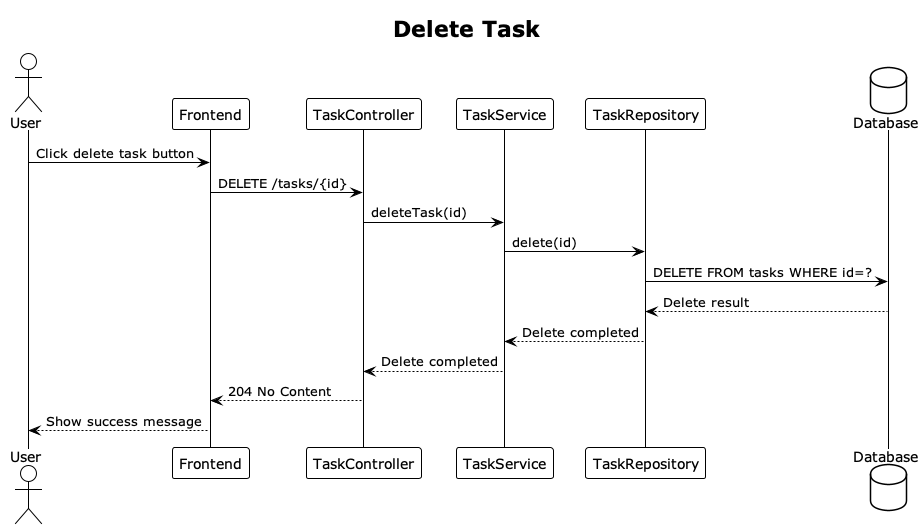 Delete Task
User
Frontend
TaskController
TaskService
TaskRepository
Database
Click delete task button
DELETE /tasks/{id}
deleteTask(id)
delete(id)
DELETE FROM tasks WHERE id=?
Delete result
Delete completed
Delete completed
204 No Content
Show success message
User
Frontend
TaskController
TaskService
TaskRepository
Database